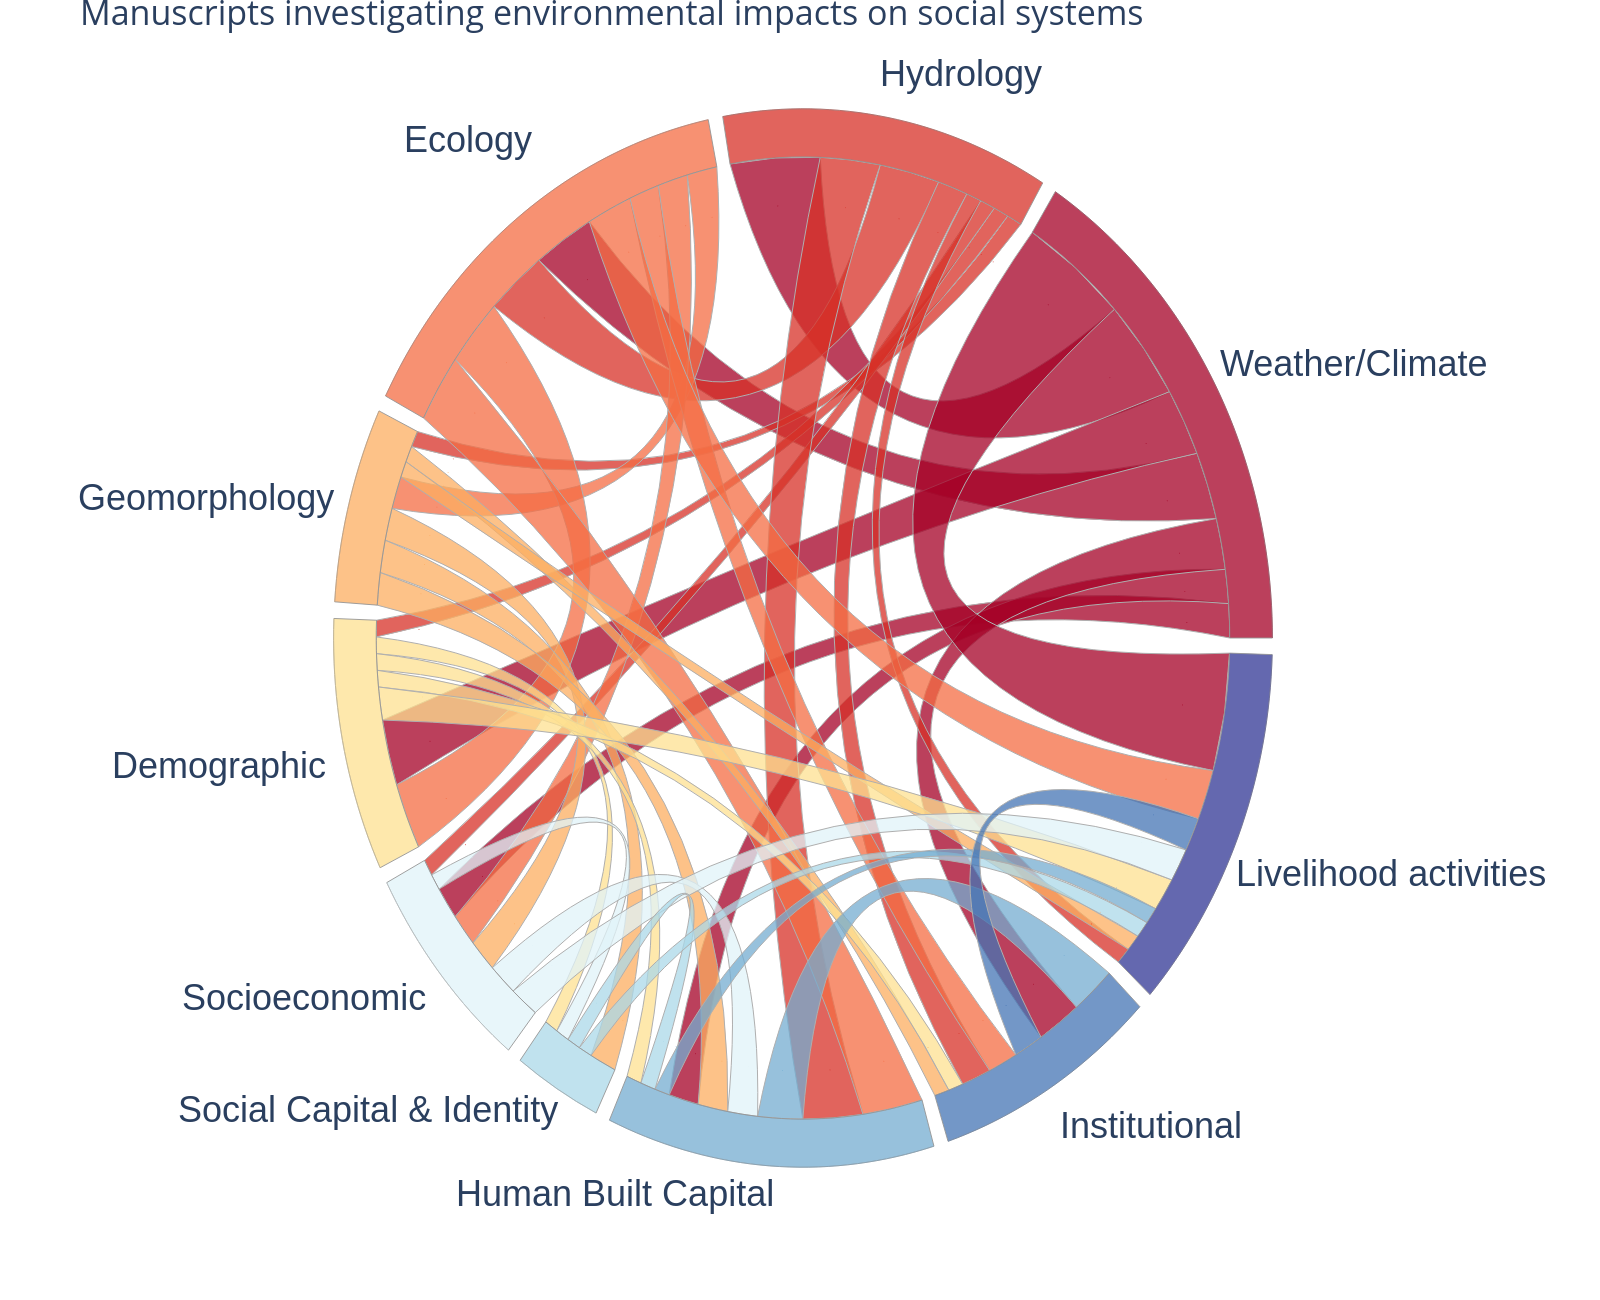 Manuscripts investigating environmental impacts on social systems
Hydrology
Ecology
Weather/Climate
Geomorphology
Demographic
Livelihood activities
Socioeconomic
Social Capital & Identity
Institutional
Human Built Capital